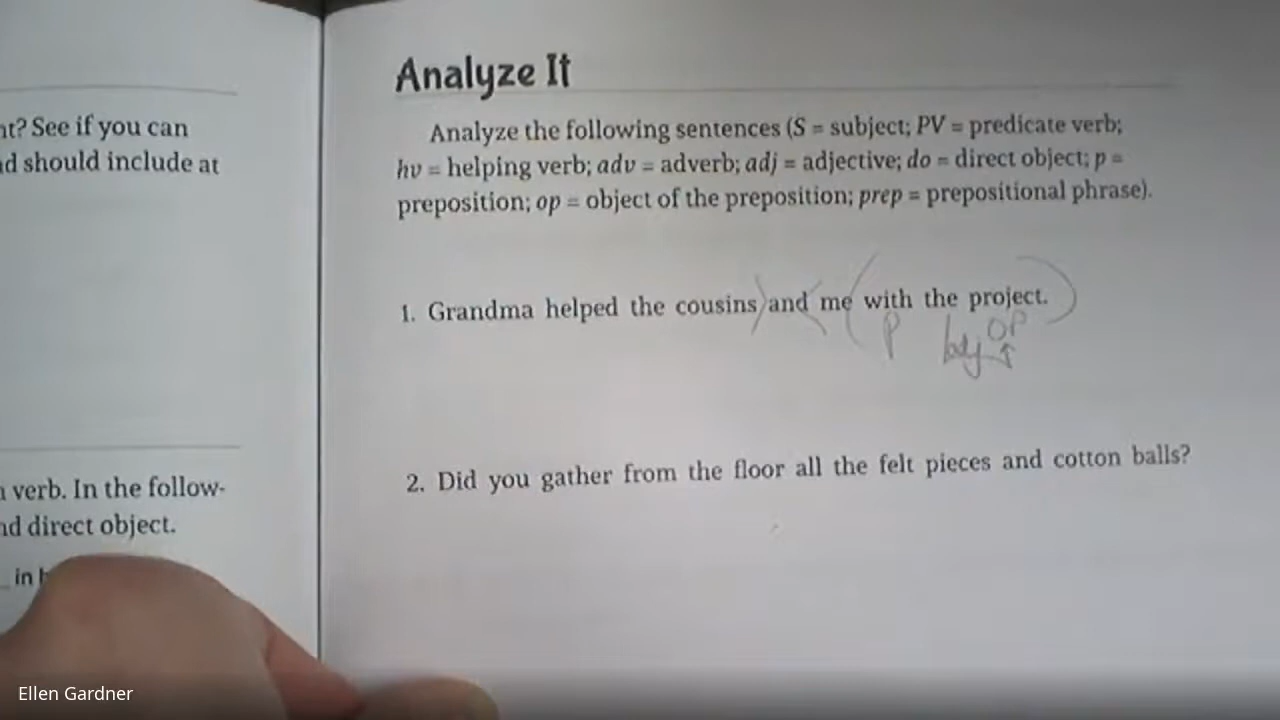 Analyze It
at? See if you can
d should include at
Analyze the following sentences (S = subject; PV = predicate verb;
hv = helping verb; adv = adverb; adj = adjective; do = direct object; p =
preposition; op = object of the preposition; prep = prepositional phrase).
1. Grandma helped the cousins and me with the project.
P OP
2. Did you gather from the floor all the felt pieces and cotton balls?
verb. In the follow-
nd direct object.
in
Ellen Gardner